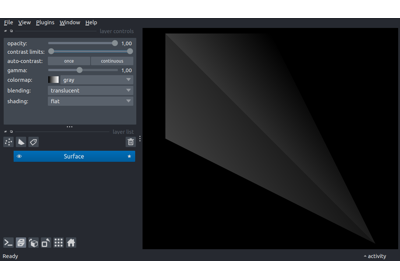 File View Plugins Window Help
layer controls
opacity: 1,00
contrast limits:
auto-contrast: once continuous
gamma: 1,00
colormap: gray
blending: translucent
shading: flat
layer list
Surface
Ready activity